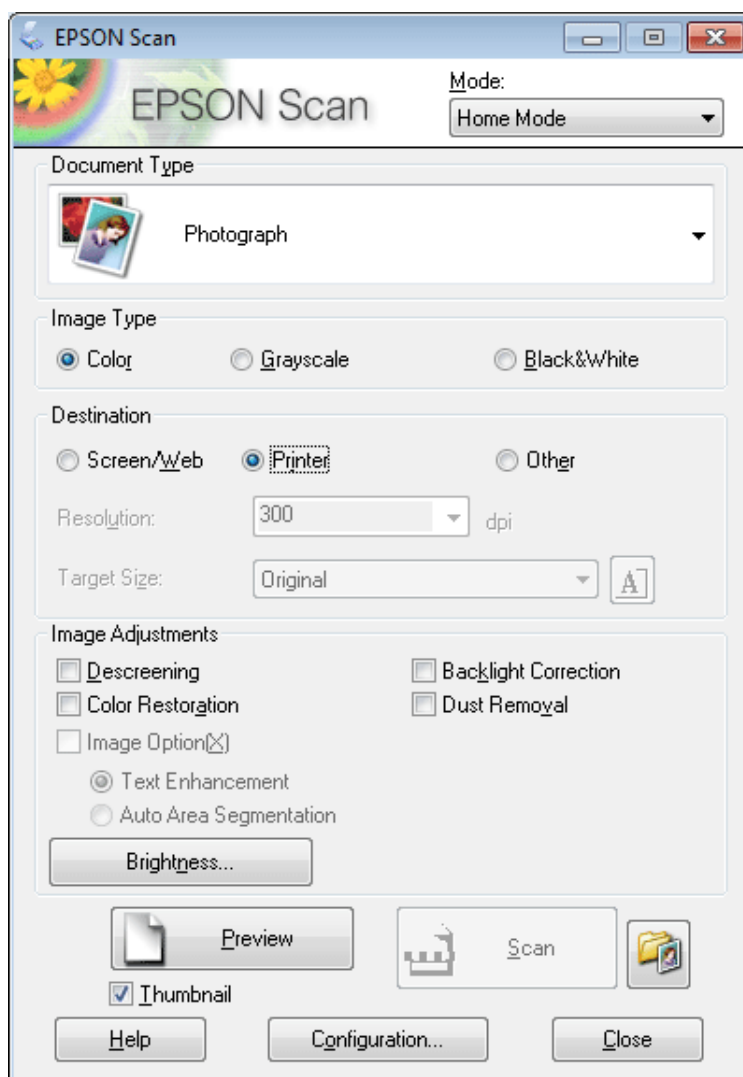 EPSON Scan
EPSON Scan
Mode:
Home Mode
Document Type
Photograph
Image Type
Color Grayscale Black&White
Destination
Screen/Web Printer Other
Resolution: 300 dpi
Target Size: Original A
Image Adjustments
Descreening Backlight Correction
Color Restoration Dust Removal
Image Option(X)
Text Enhancement
Auto Area Segmentation
Brightness...
Preview Scan
Thumbnail
Help Configuration... Close